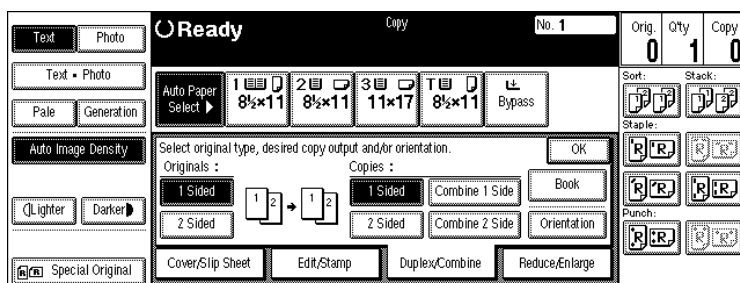 Text Photo
Text • Photo
Pale Generation
Auto Image Density
Lighter Darker
Special Original
Ready
Copy
No. 1
Auto Paper
Select
1
8½×11
2
8½×11
3
11×17
T
8½×11
Bypass
Select original type, desired copy output and/or orientation.
OK
Originals :
Copies :
1 Sided
2 Sided
1 2
1 2
1 Sided
Combine 1 Side
Book
2 Sided
Combine 2 Side
Orientation
Cover/Slip Sheet
Edit/Stamp
Duplex/Combine
Reduce/Enlarge
Orig. Q'ty Copy
0 1 0
Sort: Stack:
Staple:
Punch: